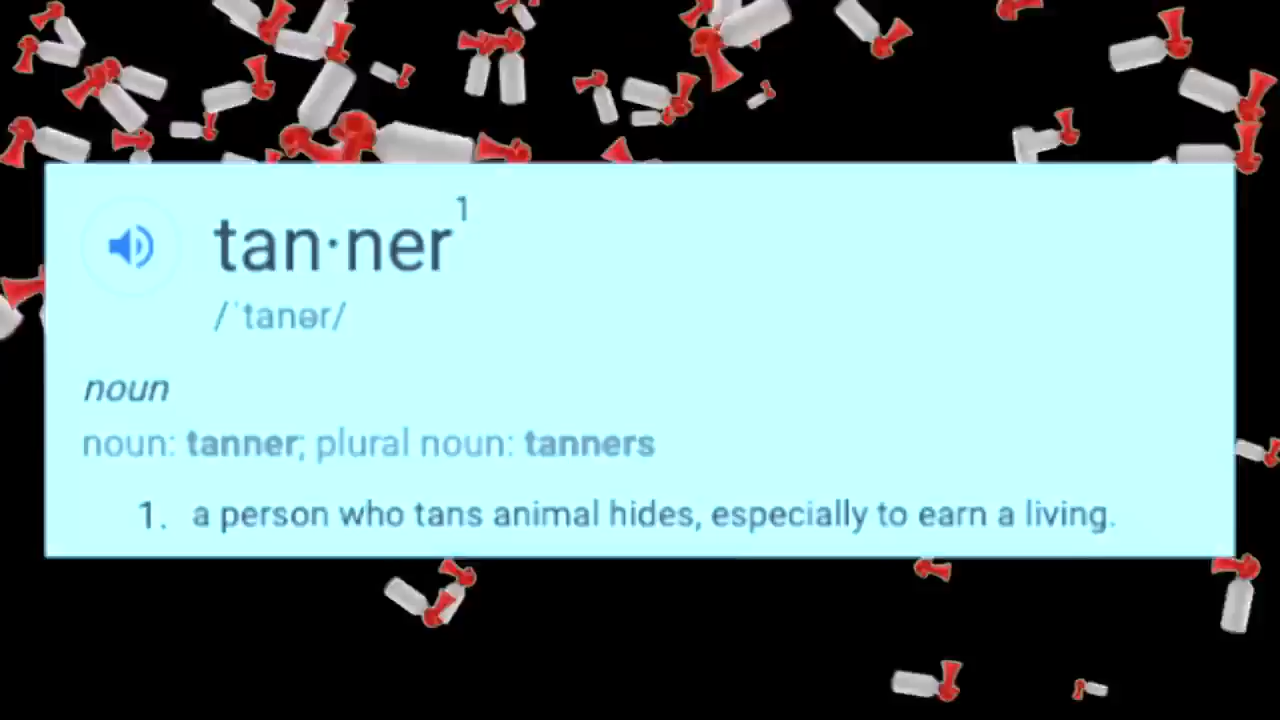 tan·ner¹
/ˈtanər/
noun
noun: tanner; plural noun: tanners
1. a person who tans animal hides, especially to earn a living.